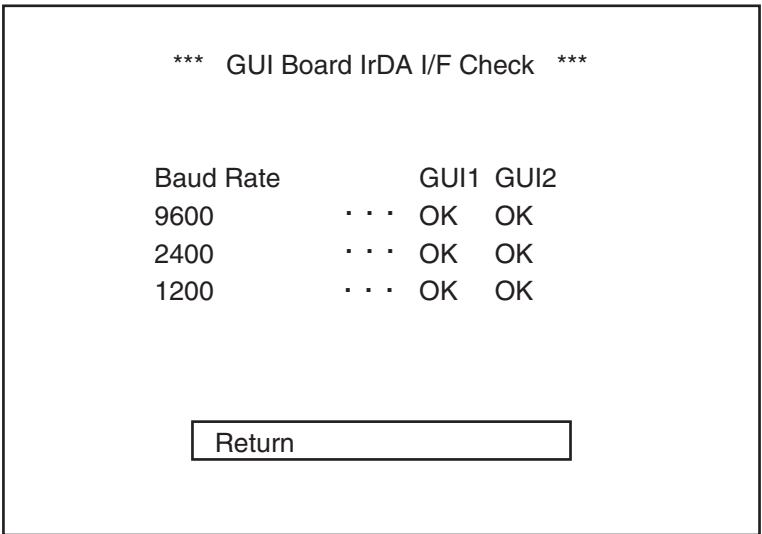 *** GUI Board IrDA I/F Check ***
Baud Rate GUI1 GUI2
9600 ··· OK OK
2400 ··· OK OK
1200 ··· OK OK
Return